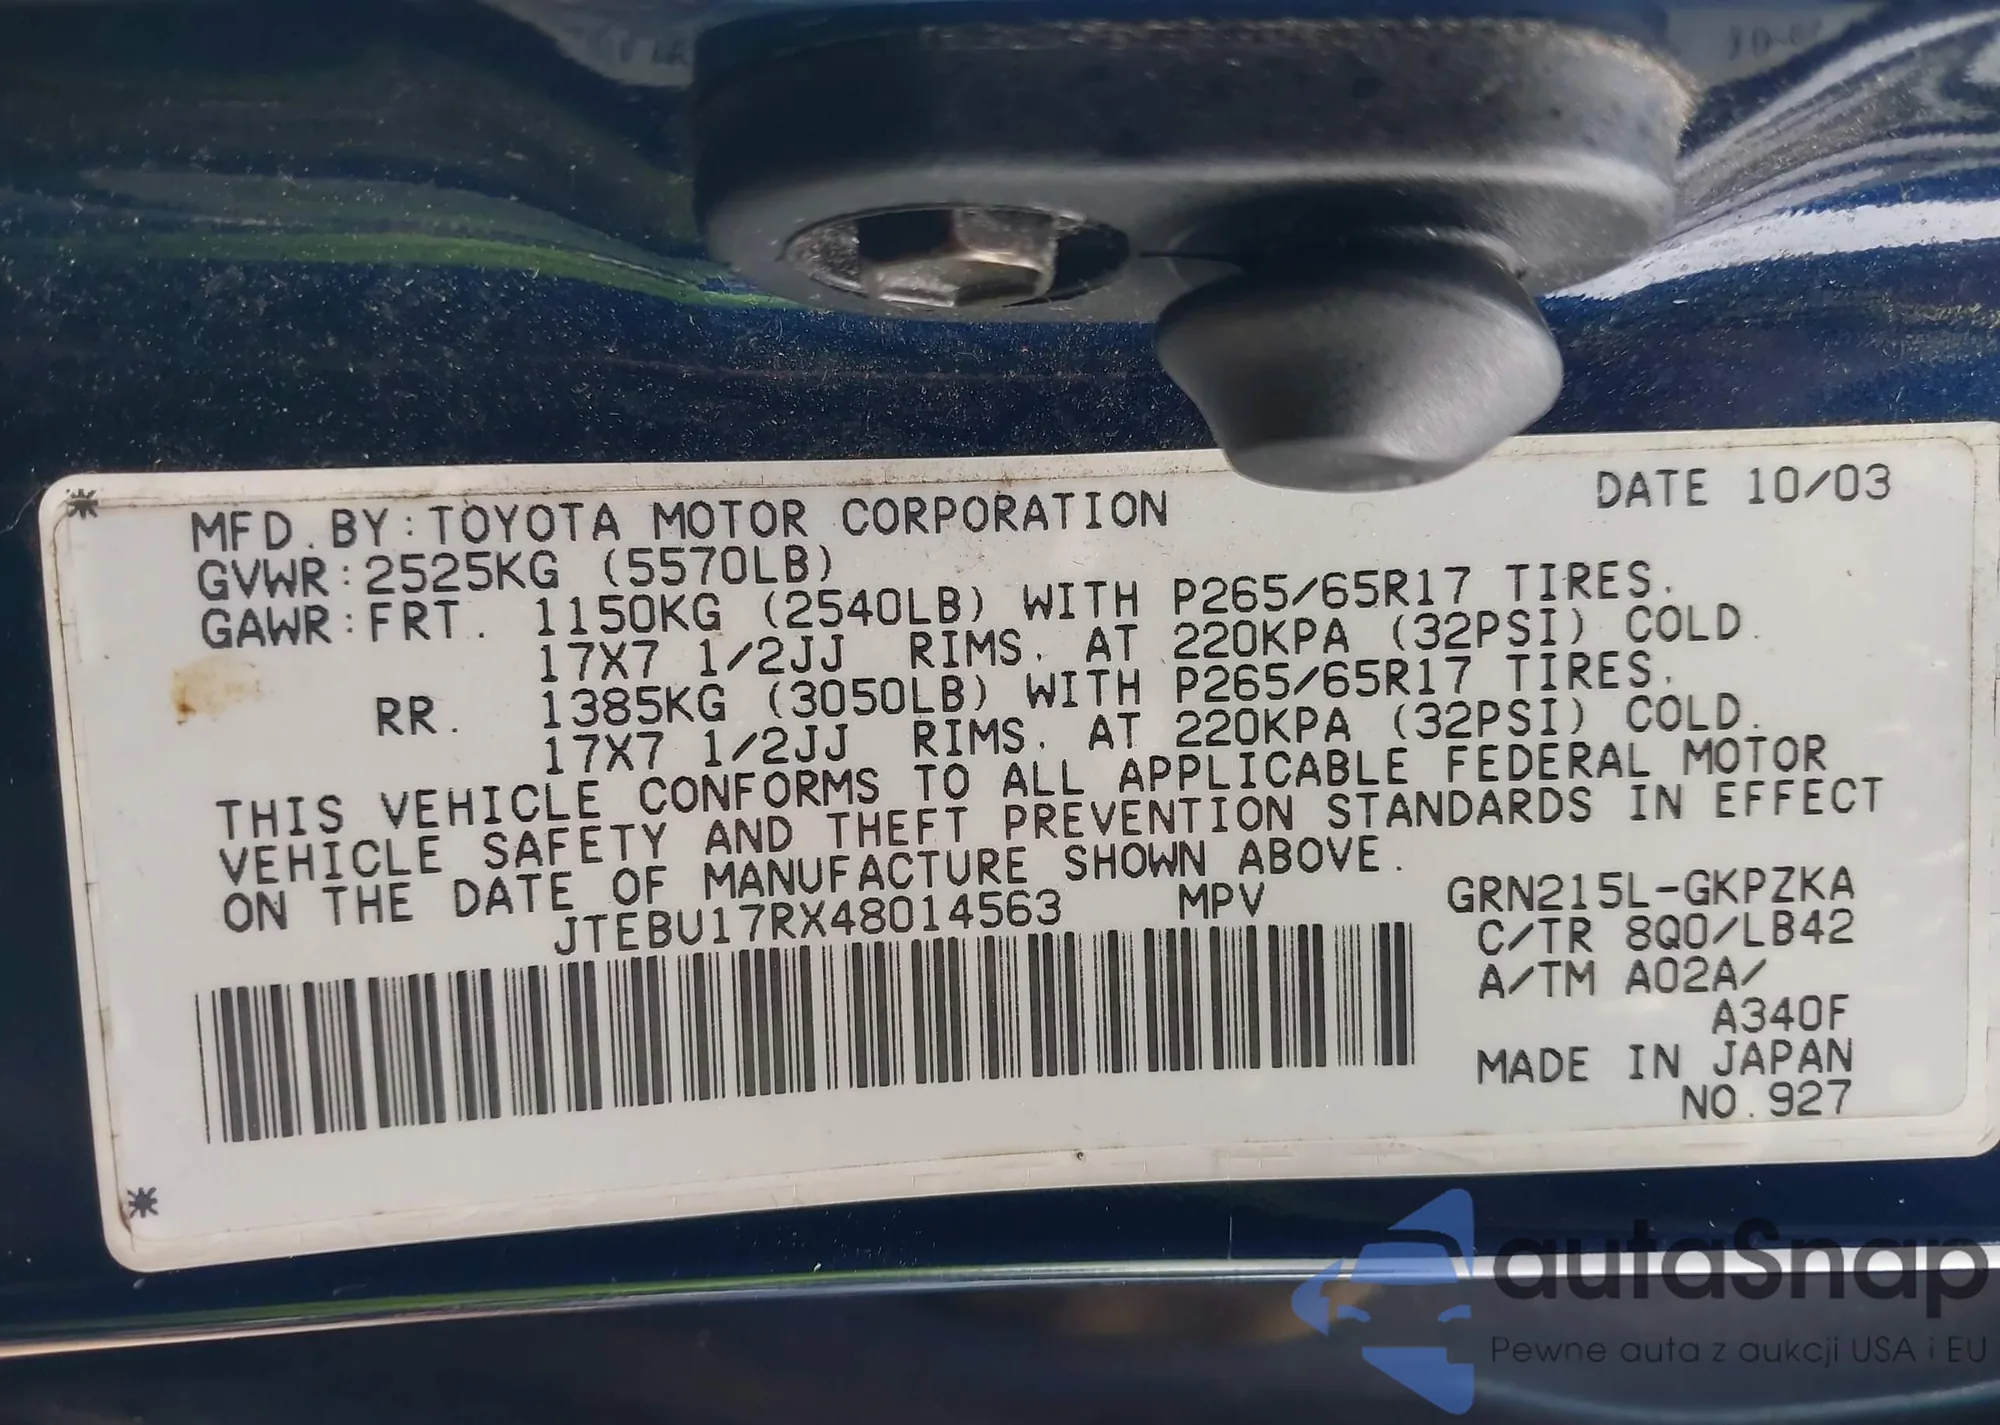 MFD. BY: TOYOTA MOTOR CORPORATION DATE 10/03
GVWR: 2525KG (5570LB)
GAWR: FRT. 1150KG (2540LB) WITH P265/65R17 TIRES.
17X7 1/2JJ RIMS. AT 220KPA (32PSI) COLD.
RR. 1385KG (3050LB) WITH P265/65R17 TIRES.
17X7 1/2JJ RIMS. AT 220KPA (32PSI) COLD.
THIS VEHICLE CONFORMS TO ALL APPLICABLE FEDERAL MOTOR
VEHICLE SAFETY AND THEFT PREVENTION STANDARDS IN EFFECT
ON THE DATE OF MANUFACTURE SHOWN ABOVE.
JTEBU17RX48014563 MPV GRN215L-GKPZKA
C/TR 8Q0/LB42
A/TM A02A/
A340F
MADE IN JAPAN
NO. 927
autaSnap
Pewne auta z aukcji USA i EU